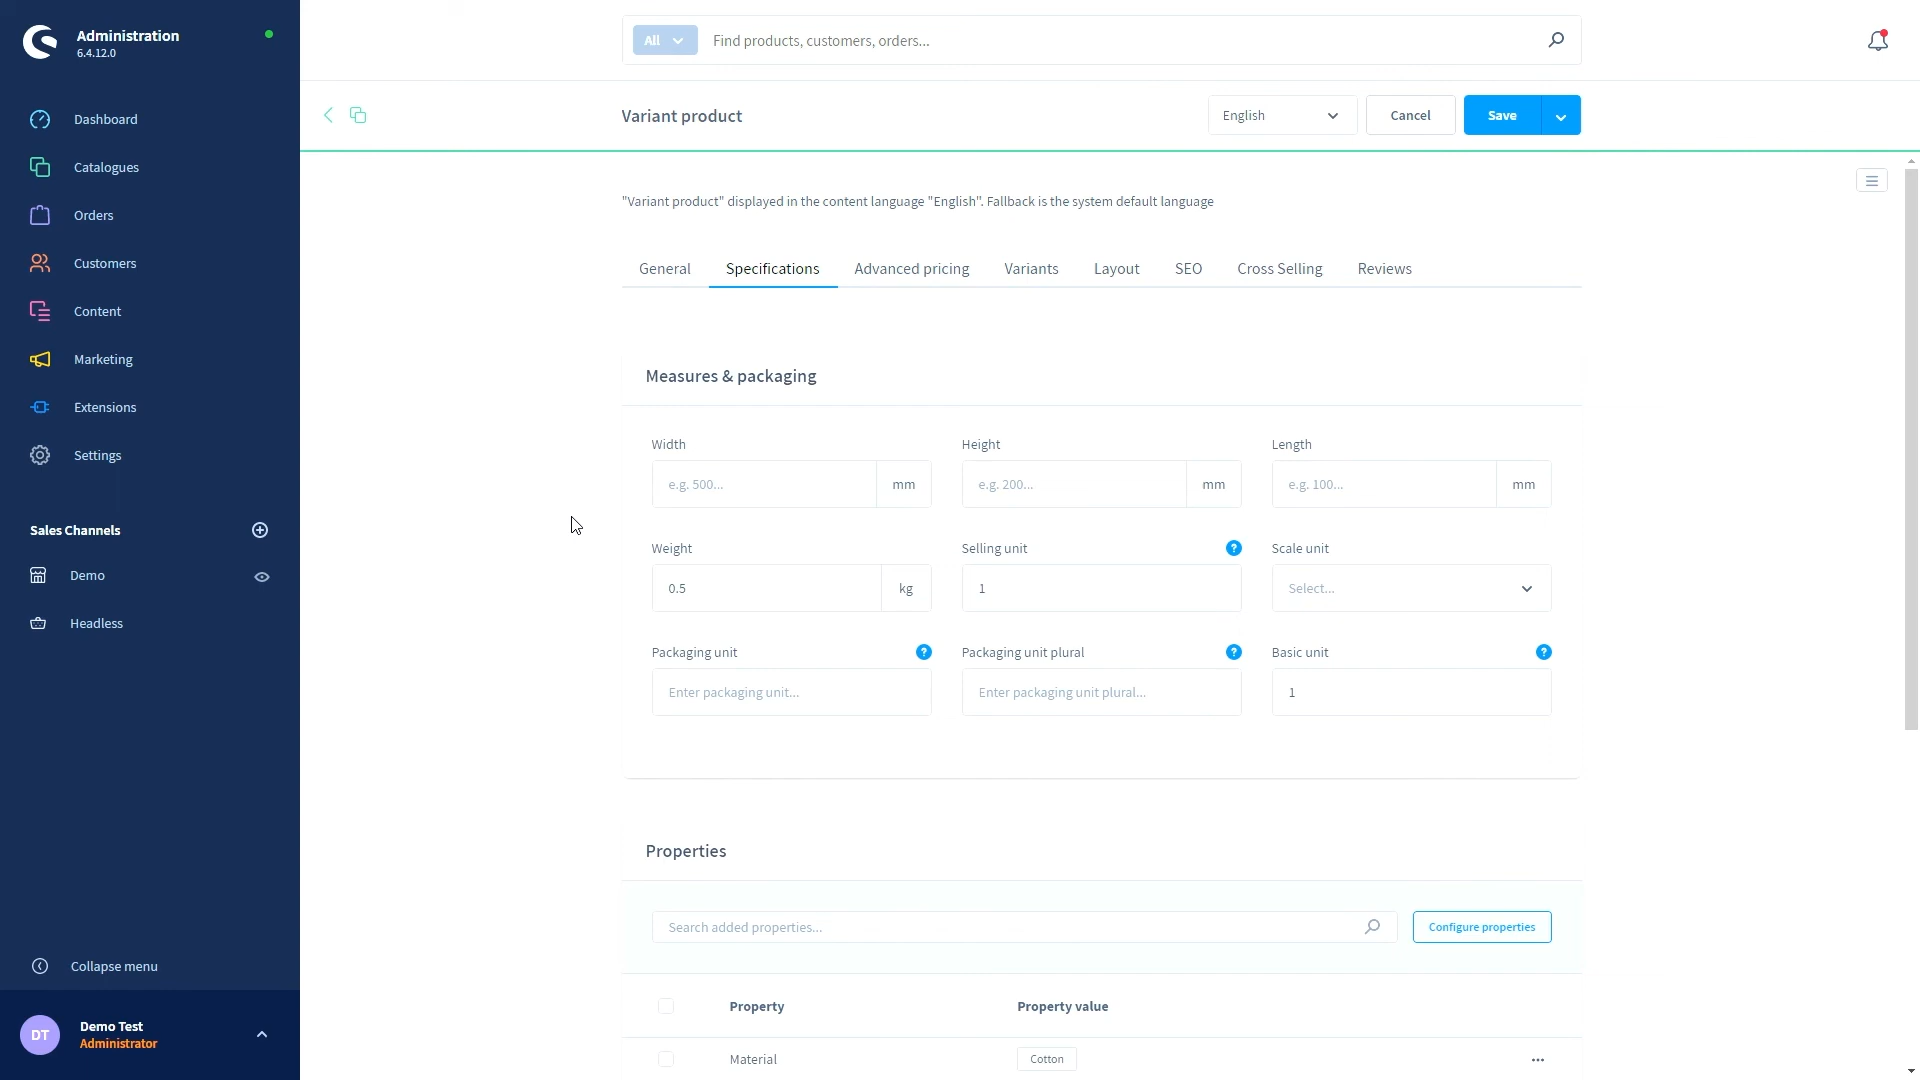 Administration
6.4.12.0
Dashboard
Catalogues
Orders
Customers
Content
Marketing
Extensions
Settings
Sales Channels
Demo
Headless
Collapse menu
DT
Demo Test
Administrator
All
Find products, customers, orders...
Variant product
English
Cancel
Save
"Variant product" displayed in the content language "English". Fallback is the system default language
General Specifications Advanced pricing Variants Layout SEO Cross Selling Reviews
Measures & packaging
Width Height Length
e.g. 500... mm e.g. 200... mm e.g. 100... mm
Weight Selling unit ? Scale unit
0.5 kg 1 Select...
Packaging unit ? Packaging unit plural ? Basic unit ?
Enter packaging unit... Enter packaging unit plural... 1
Properties
Search added properties... Configure properties
Property Property value
Material Cotton ...